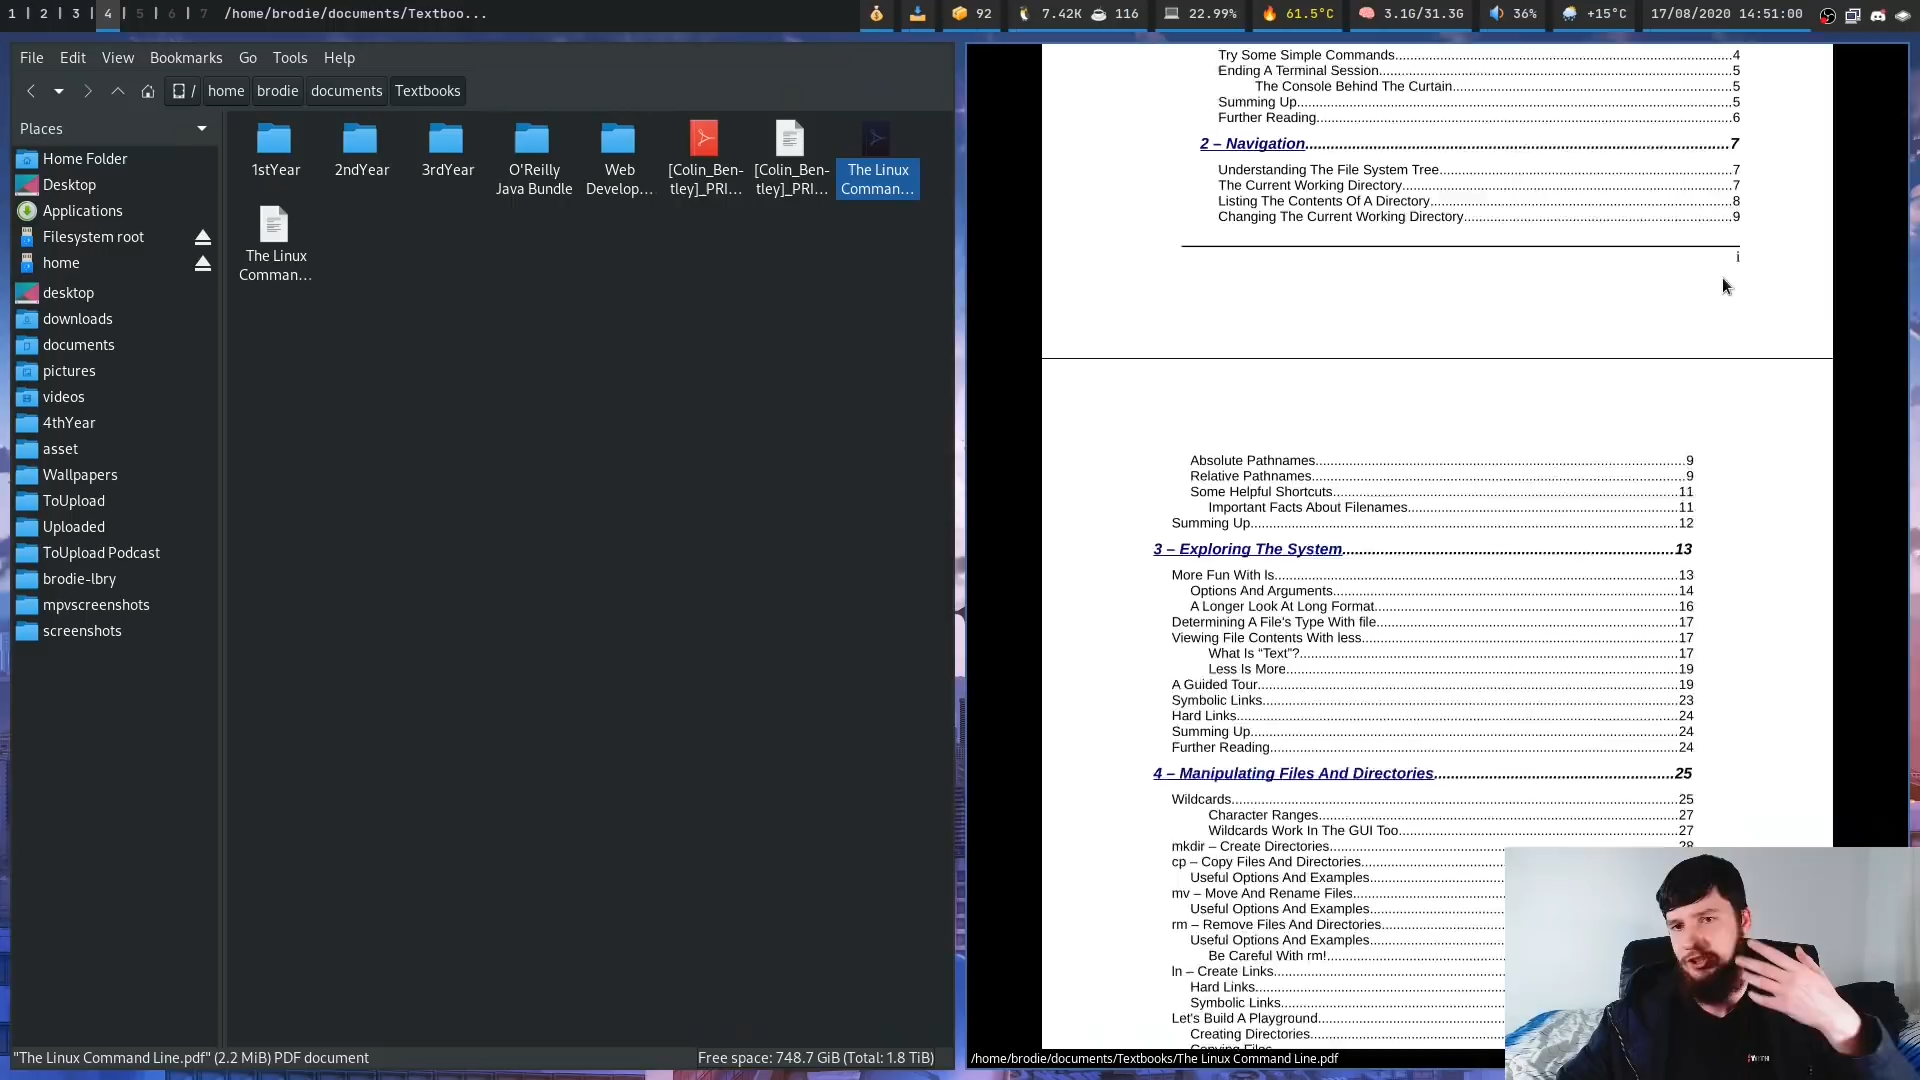 1 | 2 | 3 | 4 | 5 | 6 | 7 /home/brodie/documents/Textboo... 92 7.42K 116 22.99% 61.5°C 3.1G/31.3G 36% +15°C 17/08/2020 14:51:00
File Edit View Bookmarks Go Tools Help
/ home brodie documents Textbooks
Places
Home Folder
Desktop
Applications
Filesystem root
home
desktop
downloads
documents
pictures
videos
4thYear
asset
Wallpapers
ToUpload
Uploaded
ToUpload Podcast
brodie-lbry
mpvscreenshots
screenshots
1stYear
2ndYear
3rdYear
O'Reilly
Java Bundle
Web
Develop...
[Colin_Ben-
tley]_PRI...
[Colin_Ben-
tley]_PRI...
The Linux
Comman...
The Linux
Comman...
"The Linux Command Line.pdf" (2.2 MiB) PDF document
Free space: 748.7 GiB (Total: 1.8 TiB)
Try Some Simple Commands...4
Ending A Terminal Session...5
The Console Behind The Curtain...5
Summing Up...5
Further Reading...6
2 – Navigation...7
Understanding The File System Tree...7
The Current Working Directory...7
Listing The Contents Of A Directory...8
Changing The Current Working Directory...9
i
Absolute Pathnames...9
Relative Pathnames...9
Some Helpful Shortcuts...11
Important Facts About Filenames...11
Summing Up...12
3 – Exploring The System...13
More Fun With ls...13
Options And Arguments...14
A Longer Look At Long Format...16
Determining A File's Type With file...17
Viewing File Contents With less...17
What Is “Text”?...17
Less Is More...19
A Guided Tour...19
Symbolic Links...23
Hard Links...24
Summing Up...24
Further Reading...24
4 – Manipulating Files And Directories...25
Wildcards...25
Character Ranges...27
Wildcards Work In The GUI Too...27
mkdir – Create Directories...28
cp – Copy Files And Directories...
Useful Options And Examples...
mv – Move And Rename Files...
Useful Options And Examples...
rm – Remove Files And Directories...
Useful Options And Examples...
Be Careful With rm!...
ln – Create Links...
Hard Links...
Symbolic Links...
Let's Build A Playground...
Creating Directories...
Copying Files...
/home/brodie/documents/Textbooks/The Linux Command Line.pdf